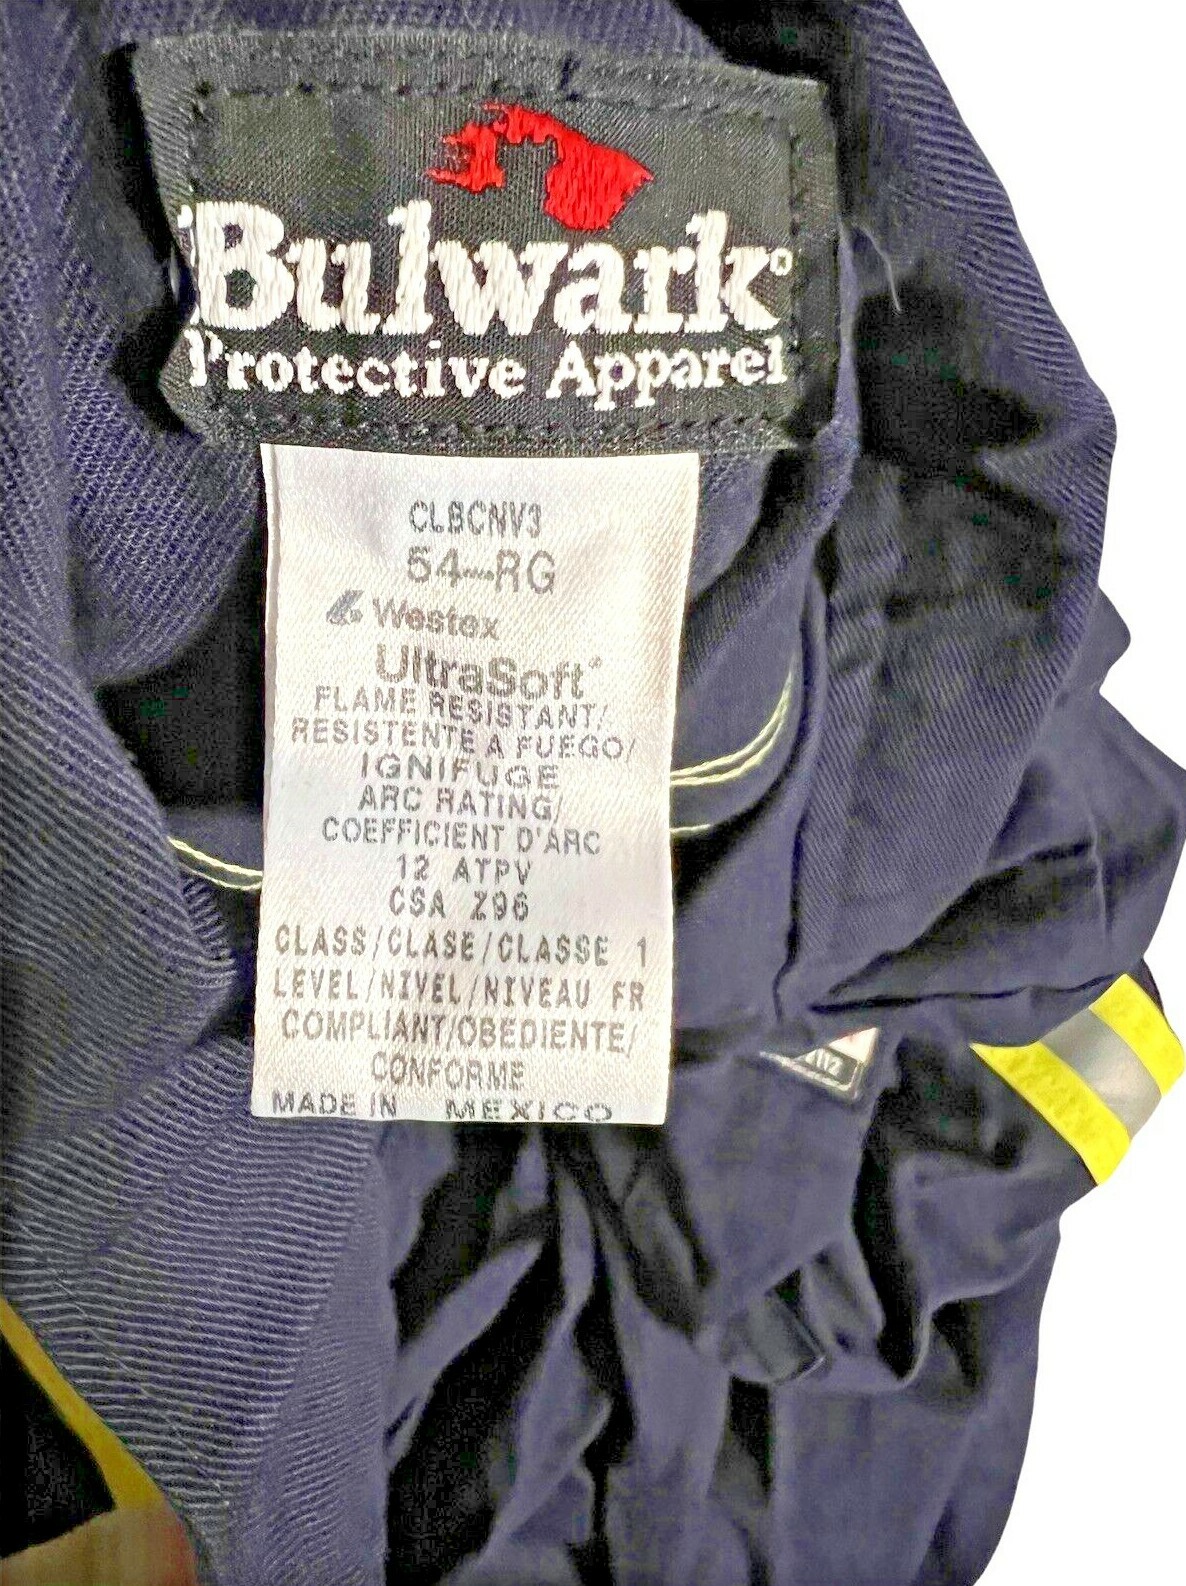 Bulwark®
Protective Apparel
CLBCNV3
54-RG
Westex
UltraSoft®
FLAME RESISTANT/
RESISTENTE A FUEGO/
IGNIFUGE
ARC RATING/
COEFFICIENT D'ARC
12 ATPV
CSA Z96
CLASS/CLASE/CLASSE 1
LEVEL/NIVEL/NIVEAU FR
COMPLIANT/OBEDIENTE/
CONFORME
MADE IN MEXICO